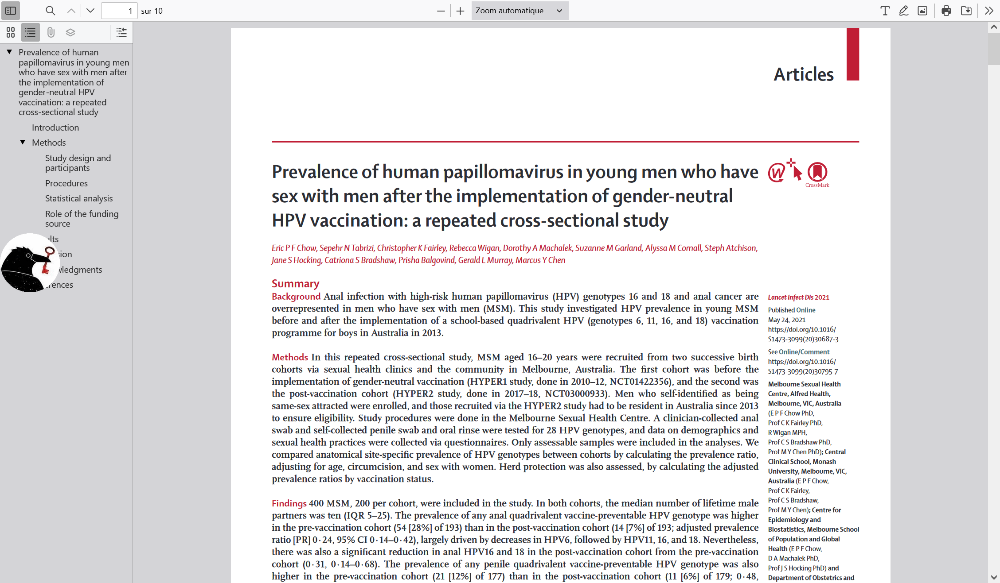 1 sur 10
Zoom automatique
Prevalence of human
papillomavirus in young men
who have sex with men after
the implementation of
gender-neutral HPV
vaccination: a repeated
cross-sectional study
Introduction
Methods
Study design and
participants
Procedures
Statistical analysis
Role of the funding
source
Articles
Prevalence of human papillomavirus in young men who have
sex with men after the implementation of gender-neutral
HPV vaccination: a repeated cross-sectional study
CrossMark
Eric P F Chow, Sepehr N Tabrizi, Christopher K Fairley, Rebecca Wigan, Dorothy A Machalek, Suzanne M Garland, Alyssa M Cornall, Steph Atchison,
Jane S Hocking, Catriona S Bradshaw, Prisha Balgovind, Gerald L Murray, Marcus Y Chen
Summary
Background Anal infection with high-risk human papillomavirus (HPV) genotypes 16 and 18 and anal cancer are
overrepresented in men who have sex with men (MSM). This study investigated HPV prevalence in young MSM
before and after the implementation of a school-based quadrivalent HPV (genotypes 6, 11, 16, and 18) vaccination
programme for boys in Australia in 2013.
Methods In this repeated cross-sectional study, MSM aged 16–20 years were recruited from two successive birth
cohorts via sexual health clinics and the community in Melbourne, Australia. The first cohort was before the
implementation of gender-neutral vaccination (HYPER1 study, done in 2010–12, NCT01422356), and the second was
the post-vaccination cohort (HYPER2 study, done in 2017–18, NCT03000933). Men who self-identified as being
same-sex attracted were enrolled, and those recruited via the HYPER2 study had to be resident in Australia since 2013
to ensure eligibility. Study procedures were done in the Melbourne Sexual Health Centre. A clinician-collected anal
swab and self-collected penile swab and oral rinse were tested for 28 HPV genotypes, and data on demographics and
sexual health practices were collected via questionnaires. Only assessable samples were included in the analyses. We
compared anatomical site-specific prevalence of HPV genotypes between cohorts by calculating the prevalence ratio,
adjusting for age, circumcision, and sex with women. Herd protection was also assessed, by calculating the adjusted
prevalence ratios by vaccination status.
Findings 400 MSM, 200 per cohort, were included in the study. In both cohorts, the median number of lifetime male
partners was ten (IQR 5–25). The prevalence of any anal quadrivalent vaccine-preventable HPV genotype was higher
in the pre-vaccination cohort (54 [28%] of 193) than in the post-vaccination cohort (14 [7%] of 193; adjusted prevalence
ratio [PR] 0·24, 95% CI 0·14–0·42), largely driven by decreases in HPV6, followed by HPV11, 16, and 18. Nevertheless,
there was also a significant reduction in anal HPV16 and 18 in the post-vaccination cohort from the pre-vaccination
cohort (0·31, 0·14–0·68). The prevalence of any penile quadrivalent vaccine-preventable HPV genotype was also
higher in the pre-vaccination cohort (21 [12%] of 177) than in the post-vaccination cohort (11 [6%] of 179; 0·48,
Lancet Infect Dis 2021
Published Online
May 24, 2021
https://doi.org/10.1016/
S1473-3099(20)30687-3
See Online/Comment
https://doi.org/10.1016/
S1473-3099(20)30795-7
Melbourne Sexual Health
Centre, Alfred Health,
Melbourne, VIC, Australia
(E P F Chow PhD,
Prof C K Fairley PhD,
R Wigan MPH,
Prof C S Bradshaw PhD,
Prof M Y Chen PhD); Central
Clinical School, Monash
University, Melbourne, VIC,
Australia (E P F Chow,
Prof C K Fairley,
Prof C S Bradshaw,
Prof M Y Chen); Centre for
Epidemiology and
Biostatistics, Melbourne School
of Population and Global
Health (E P F Chow,
D A Machalek PhD,
Prof J S Hocking PhD) and
Department of Obstetrics and